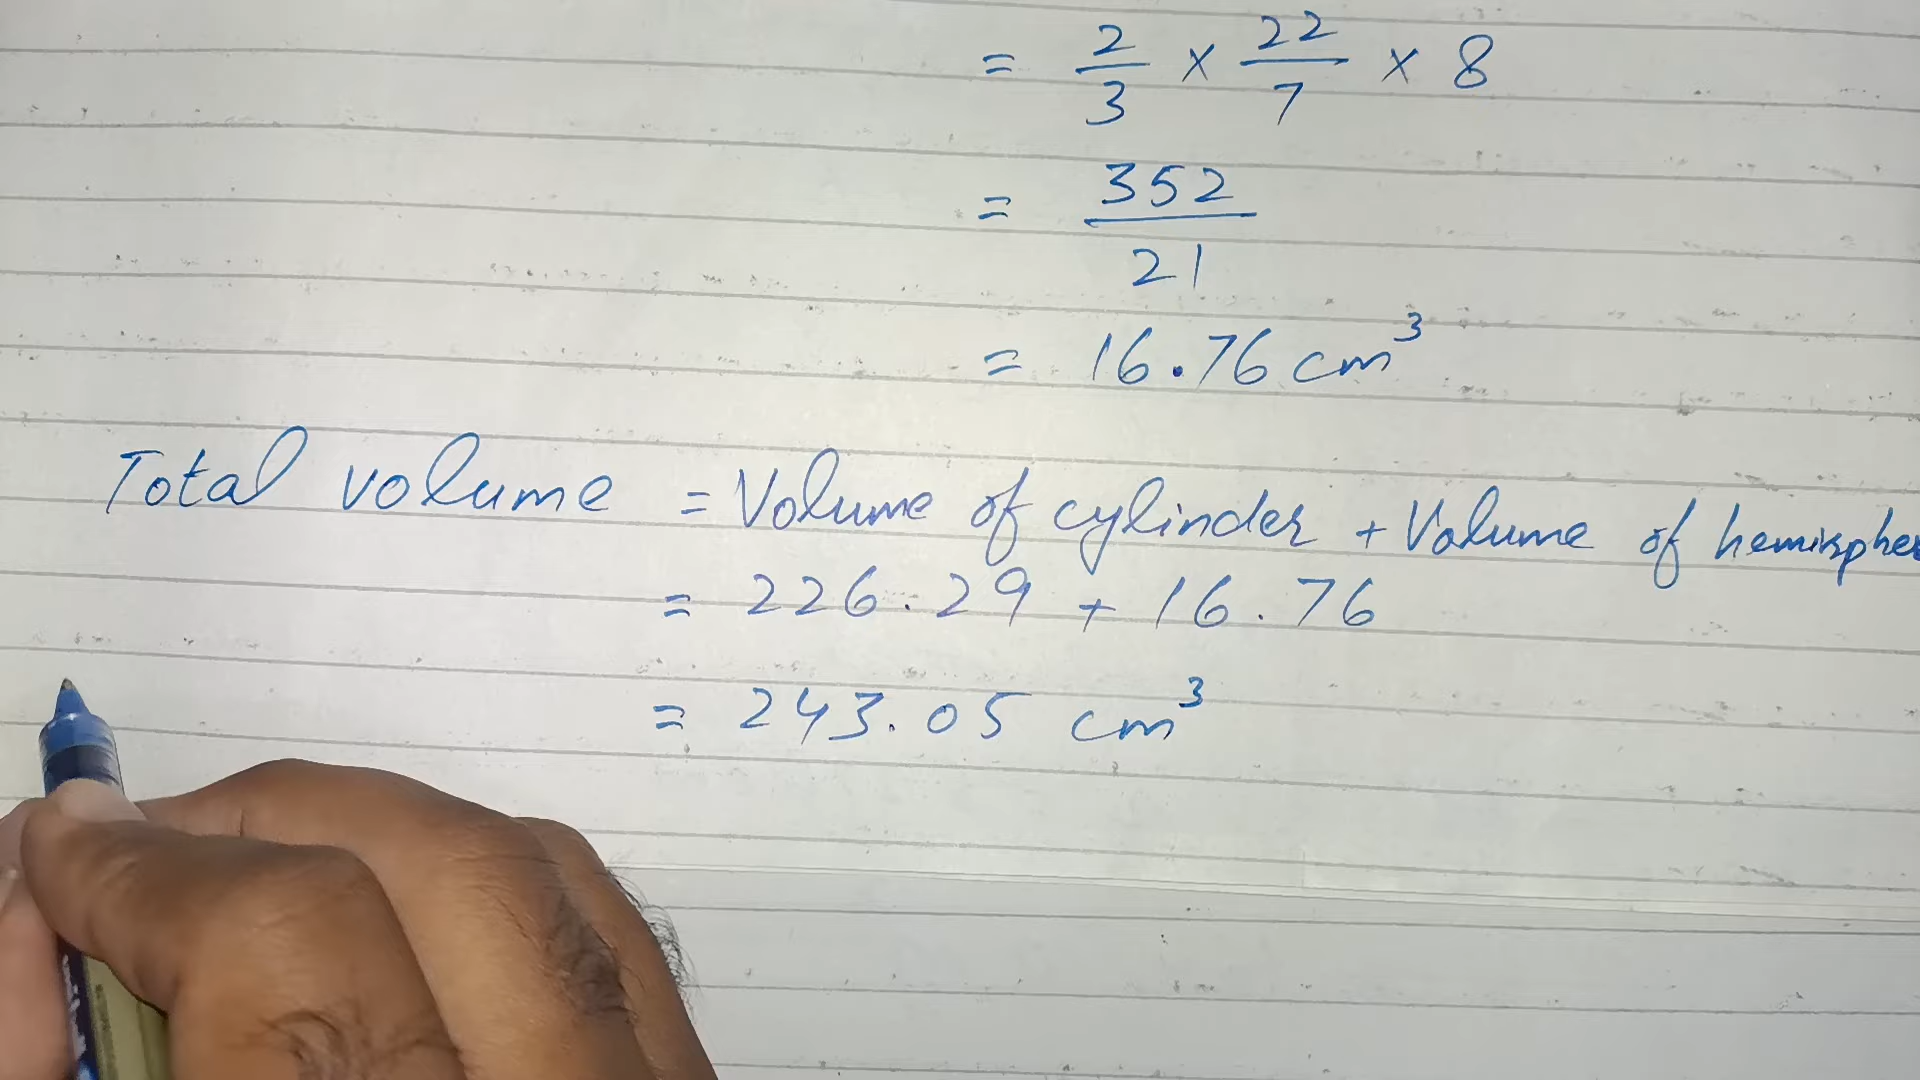 = 2/3 × 22/7 × 8
= 352/21
= 16.76 cm³
Total volume = Volume of cylinder + Volume of hemispher
= 226.29 + 16.76
= 243.05 cm³